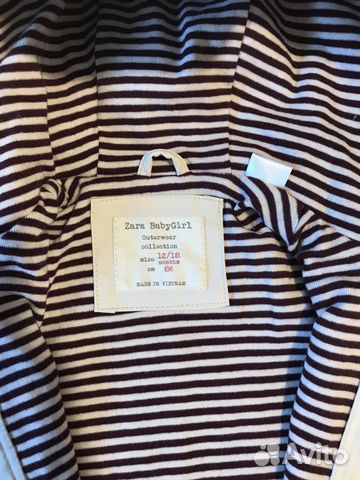 Zara BabyGirl
Outerwear
collection
size 12/18
months
cm 86
MADE IN VIETNAM
Avito